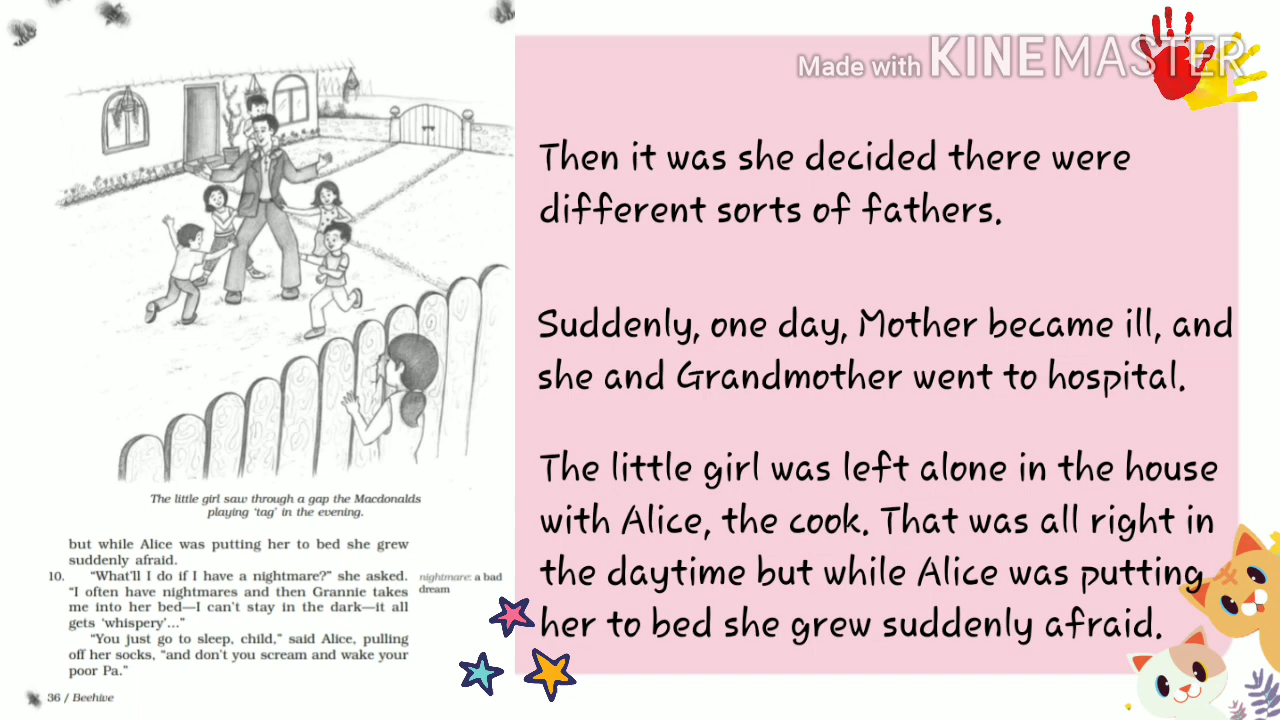 The little girl saw through a gap the Macdonalds
playing ‘tag’ in the evening.
but while Alice was putting her to bed she grew
suddenly afraid.
10. “What’ll I do if I have a nightmare?” she asked.
“I often have nightmares and then Grannie takes
me into her bed—I can’t stay in the dark—it all
gets ‘whispery’...”
“You just go to sleep, child,” said Alice, pulling
off her socks, “and don’t you scream and wake your
poor Pa.”
nightmare: a bad
dream
36 / Beehive
Made with KINEMASTER
Then it was she decided there were
different sorts of fathers.
Suddenly, one day, Mother became ill, and
she and Grandmother went to hospital.
The little girl was left alone in the house
with Alice, the cook. That was all right in
the daytime but while Alice was putting
her to bed she grew suddenly afraid.